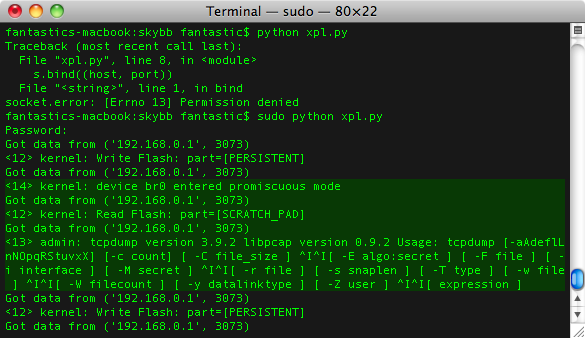 Terminal — sudo — 80×22
fantastics-macbook:skybb fantastic$ python xpl.py
Traceback (most recent call last):
  File "xpl.py", line 8, in <module>
    s.bind((host, port))
  File "<string>", line 1, in bind
socket.error: [Errno 13] Permission denied
fantastics-macbook:skybb fantastic$ sudo python xpl.py
Password:
Got data from ('192.168.0.1', 3073)
<12> kernel: Write Flash: part=[PERSISTENT]
Got data from ('192.168.0.1', 3073)
<14> kernel: device br0 entered promiscuous mode
Got data from ('192.168.0.1', 3073)
<12> kernel: Read Flash: part=[SCRATCH_PAD]
Got data from ('192.168.0.1', 3073)
<13> admin: tcpdump version 3.9.2 libpcap version 0.9.2 Usage: tcpdump [-aAdefLl
nNOpqRStuvxX] [-c count] [ -C file_size ] ^I^I[ -E algo:secret ] [ -F file ] [ -
i interface ] [ -M secret ] ^I^I[ -r file ] [ -s snaplen ] [ -T type ] [ -w file
 ] ^I^I[ -W filecount ] [ -y datalinktype ] [ -Z user ] ^I^I[ expression ]
Got data from ('192.168.0.1', 3073)
<12> kernel: Write Flash: part=[PERSISTENT]
Got data from ('192.168.0.1', 3073)